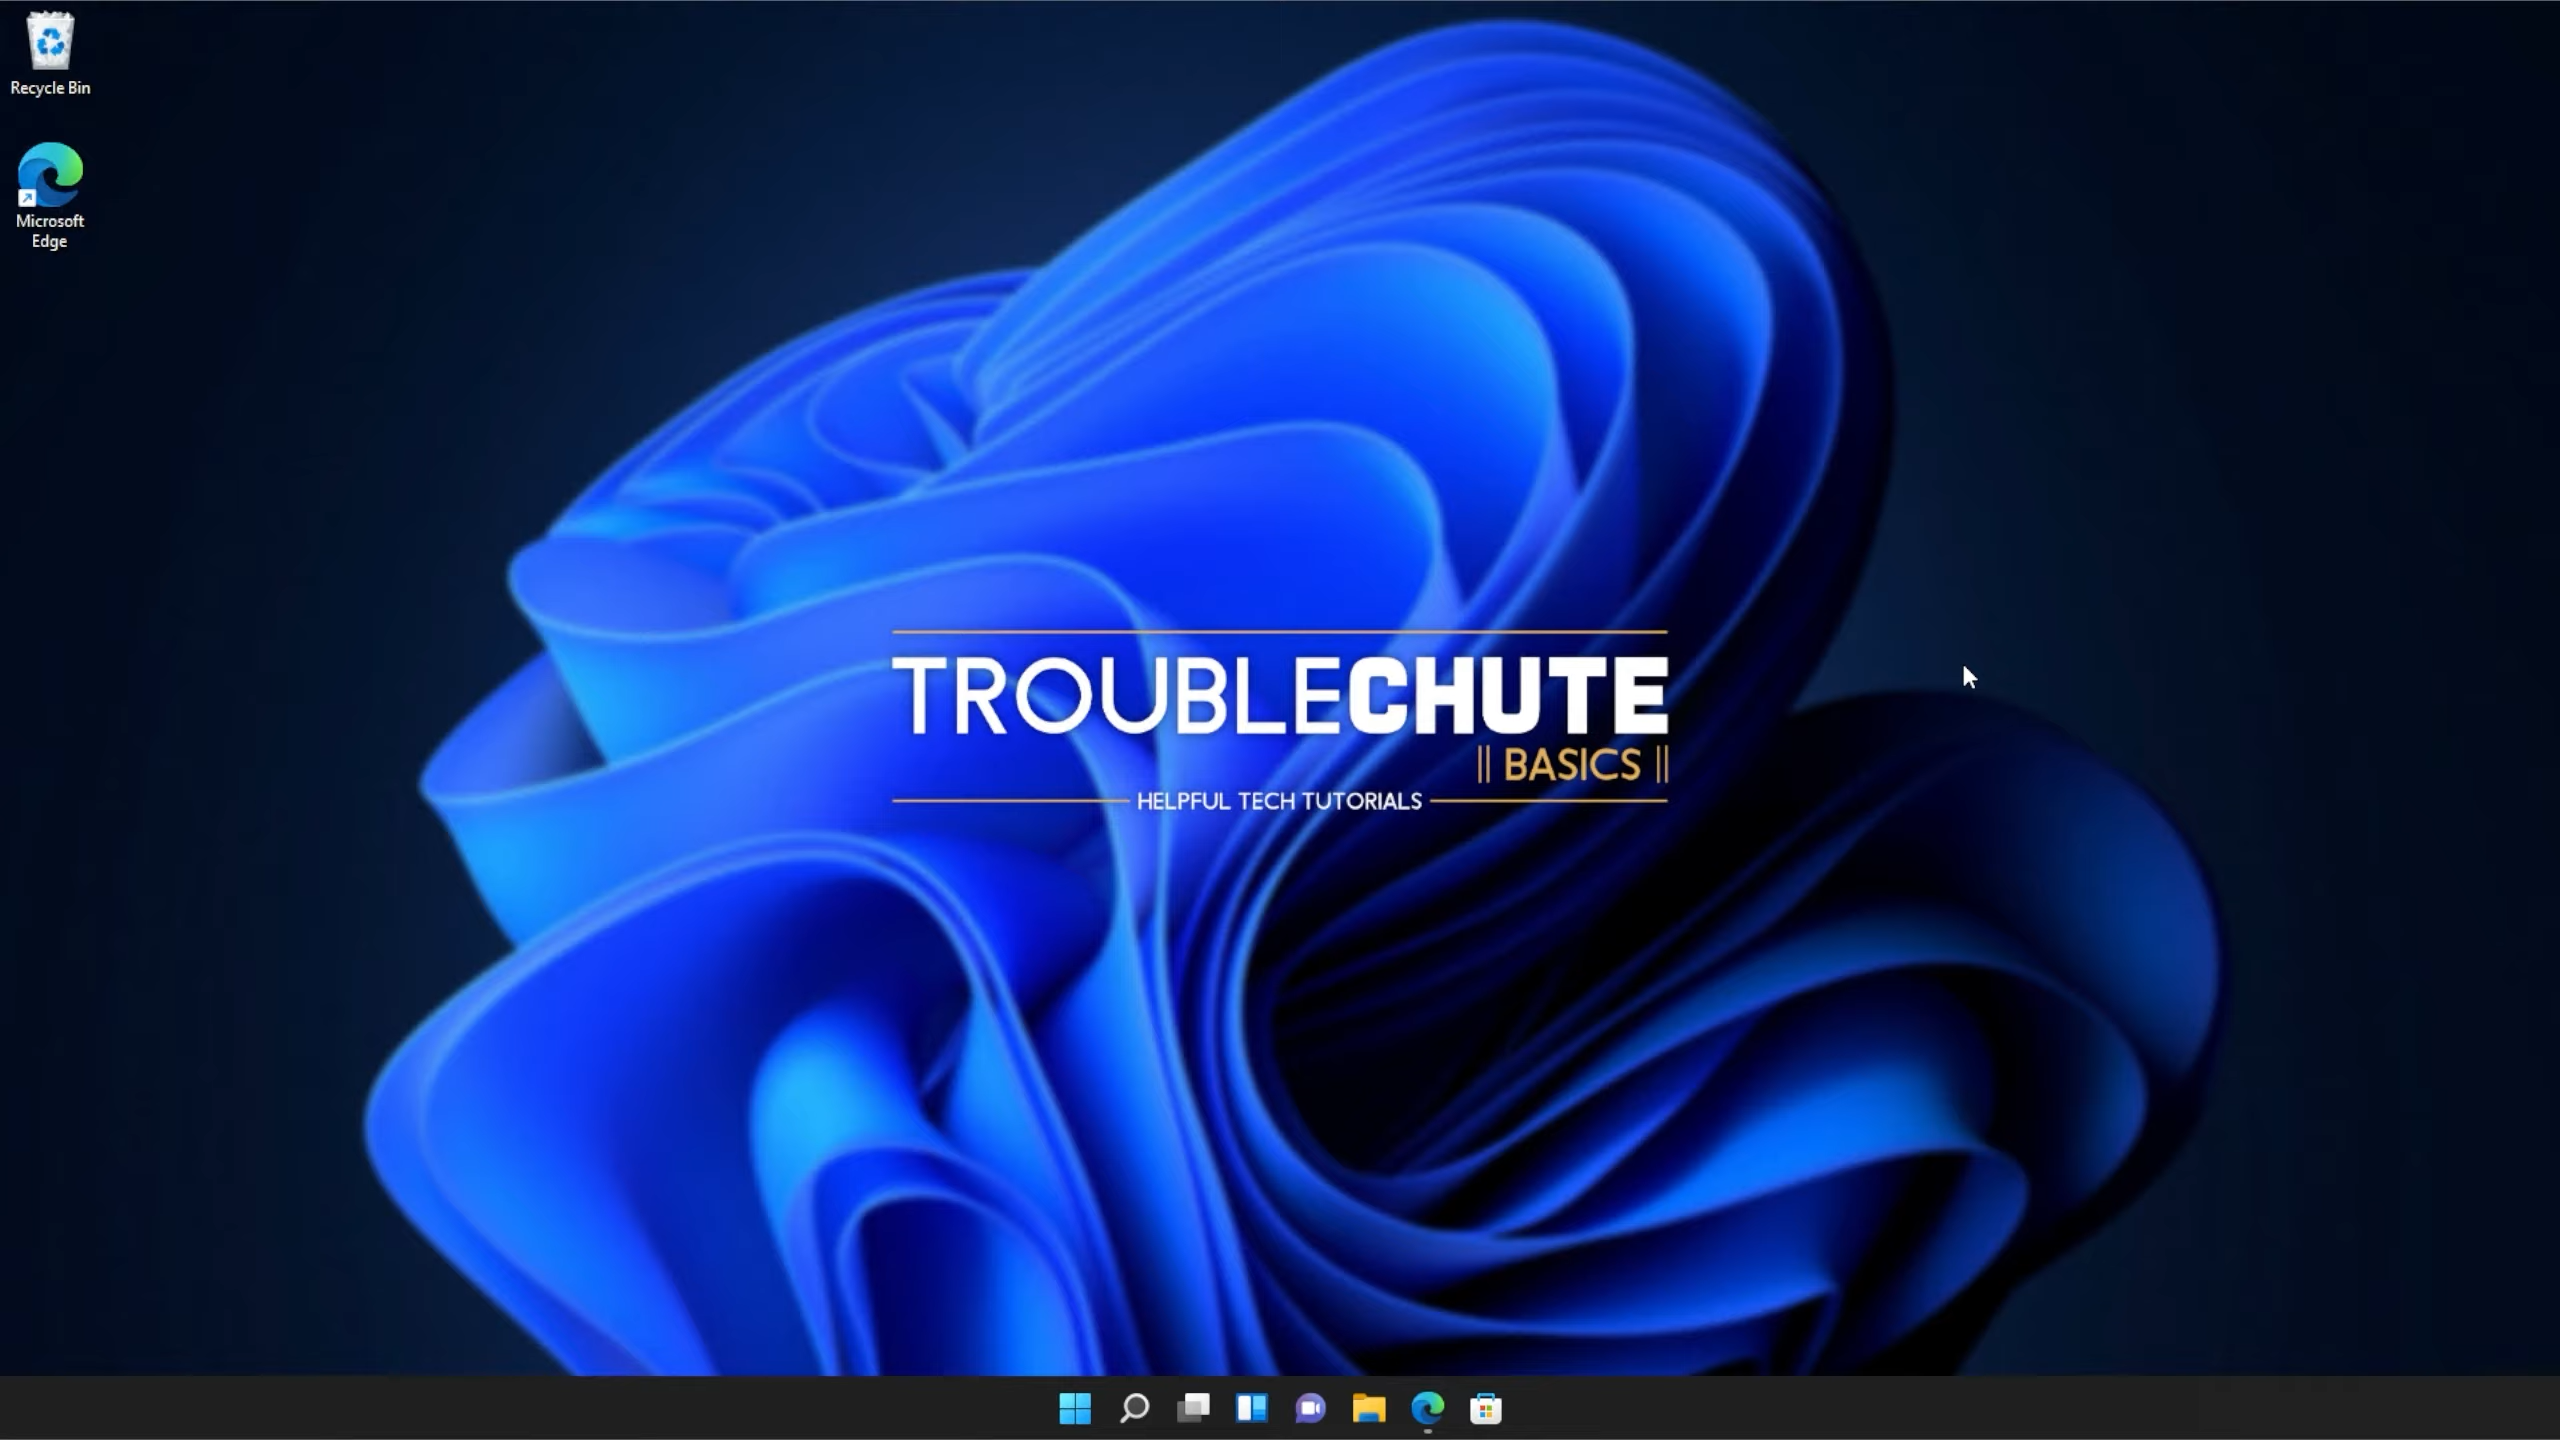 Recycle Bin
Microsoft
Edge
TROUBLECHUTE
|| BASICS ||
HELPFUL TECH TUTORIALS